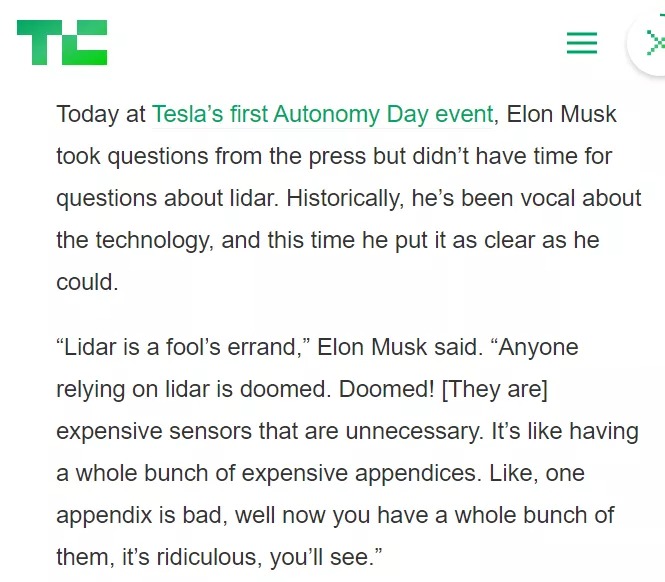 TC
Today at Tesla’s first Autonomy Day event, Elon Musk
took questions from the press but didn’t have time for
questions about lidar. Historically, he’s been vocal about
the technology, and this time he put it as clear as he
could.
“Lidar is a fool’s errand,” Elon Musk said. “Anyone
relying on lidar is doomed. Doomed! [They are]
expensive sensors that are unnecessary. It’s like having
a whole bunch of expensive appendices. Like, one
appendix is bad, well now you have a whole bunch of
them, it’s ridiculous, you’ll see.”